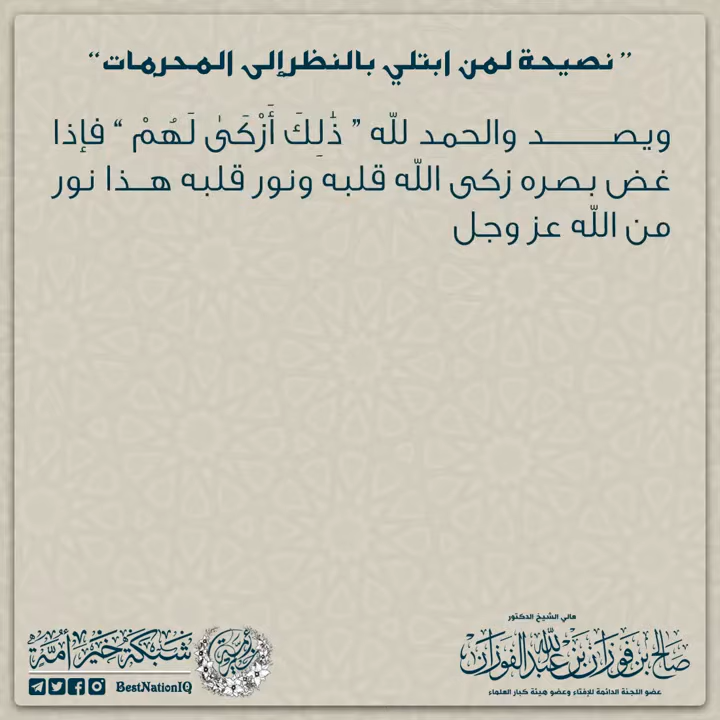 ” نصيحة لمن ابتلي بالنظر إلى المحرمات “
ويصـــــــد والحمد لله ” ذَٰلِكَ أَزْكَىٰ لَهُمْ “ فإذا
غض بصره زكى الله قلبه ونور قلبه هــذا نور
من الله عز وجل
معالي الشيخ الدكتور
صالح بن فوزان بن عبدالله الفوزان
عضو اللجنة الدائمة للإفتاء وعضو هيئة كبار العلماء
شبكة خير أمة
BestNationIQ